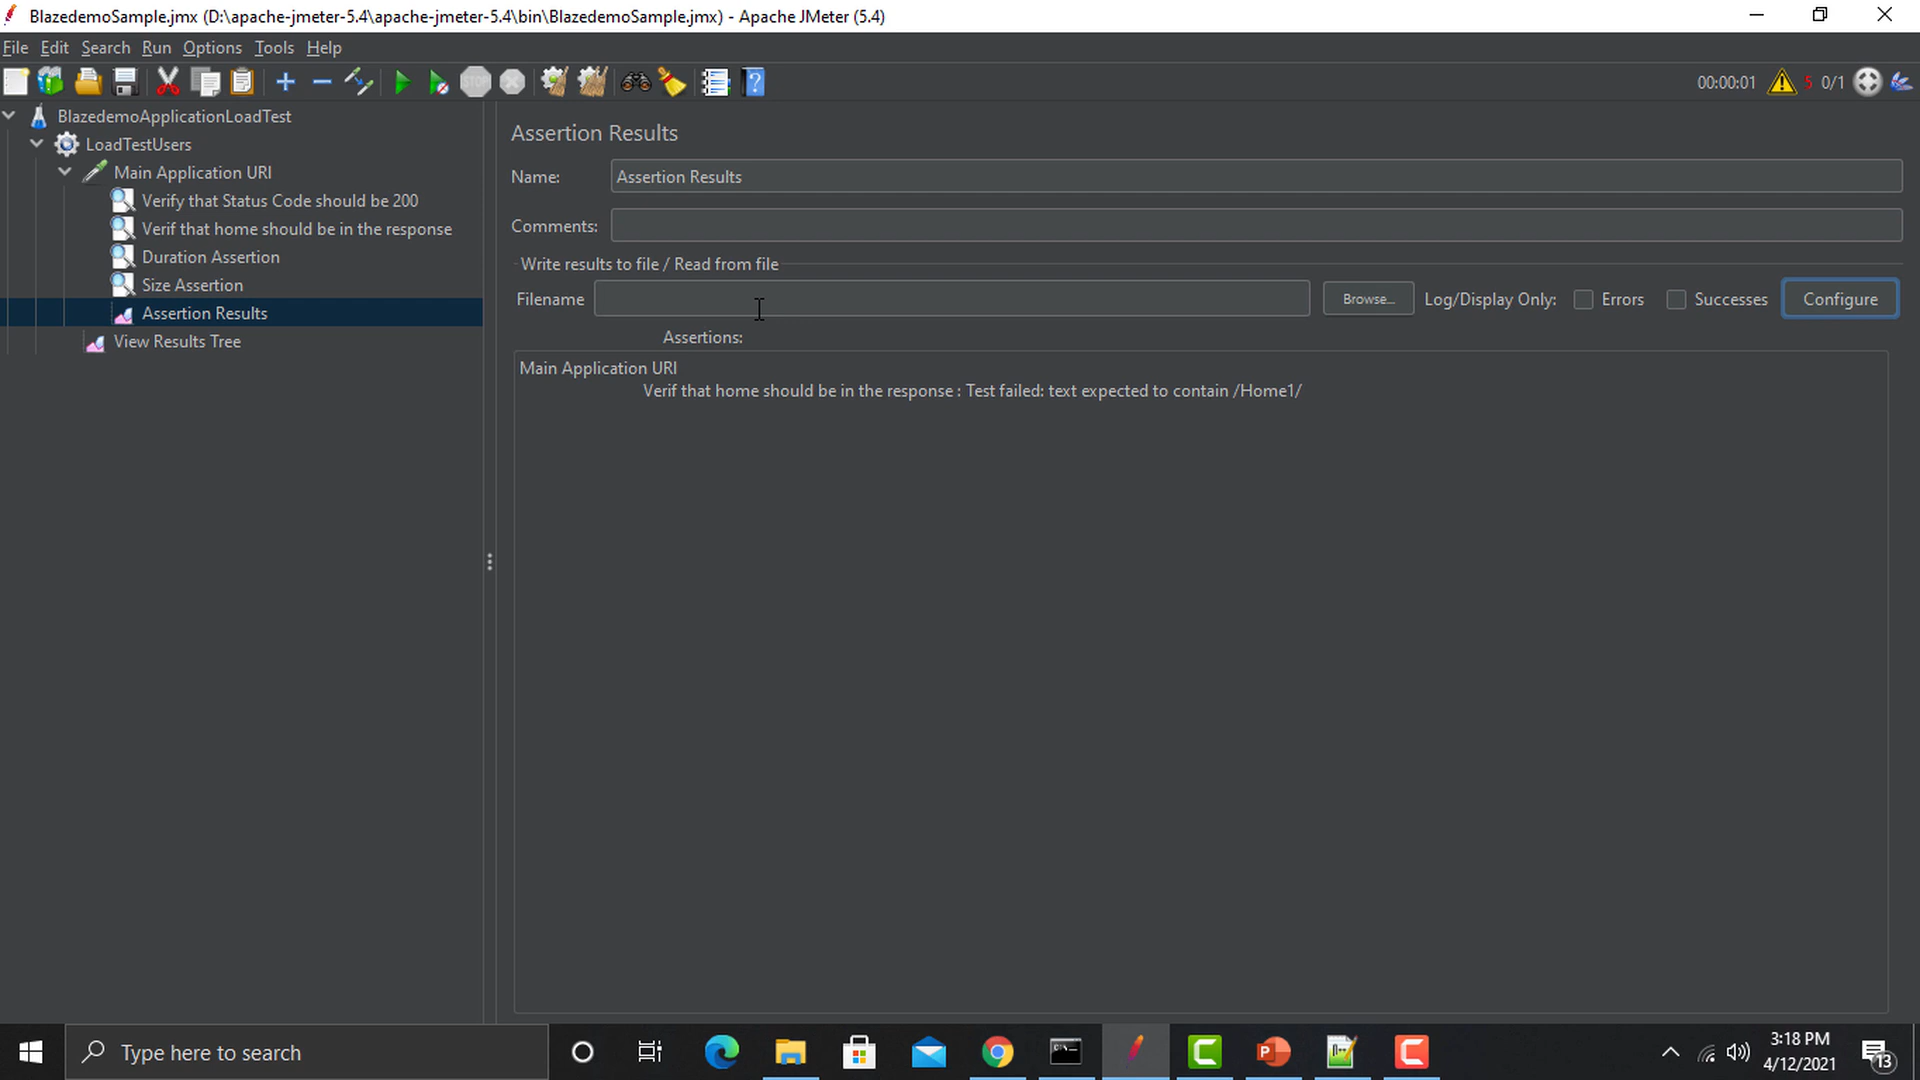 BlazedemoSample.jmx (D:\apache-jmeter-5.4\apache-jmeter-5.4\bin\BlazedemoSample.jmx) - Apache JMeter (5.4)
File Edit Search Run Options Tools Help
STOP
00:00:01 5 0/1
BlazedemoApplicationLoadTest
LoadTestUsers
Main Application URI
Verify that Status Code should be 200
Verif that home should be in the response
Duration Assertion
Size Assertion
Assertion Results
View Results Tree
Assertion Results
Name: Assertion Results
Comments:
Write results to file / Read from file
Filename Browse... Log/Display Only: Errors Successes Configure
Assertions:
Main Application URI
Verif that home should be in the response : Test failed: text expected to contain /Home1/
Type here to search
3:18 PM
4/12/2021
13